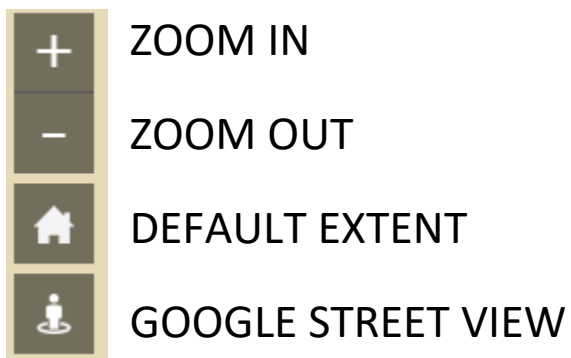 ZOOM IN
ZOOM OUT
DEFAULT EXTENT
GOOGLE STREET VIEW